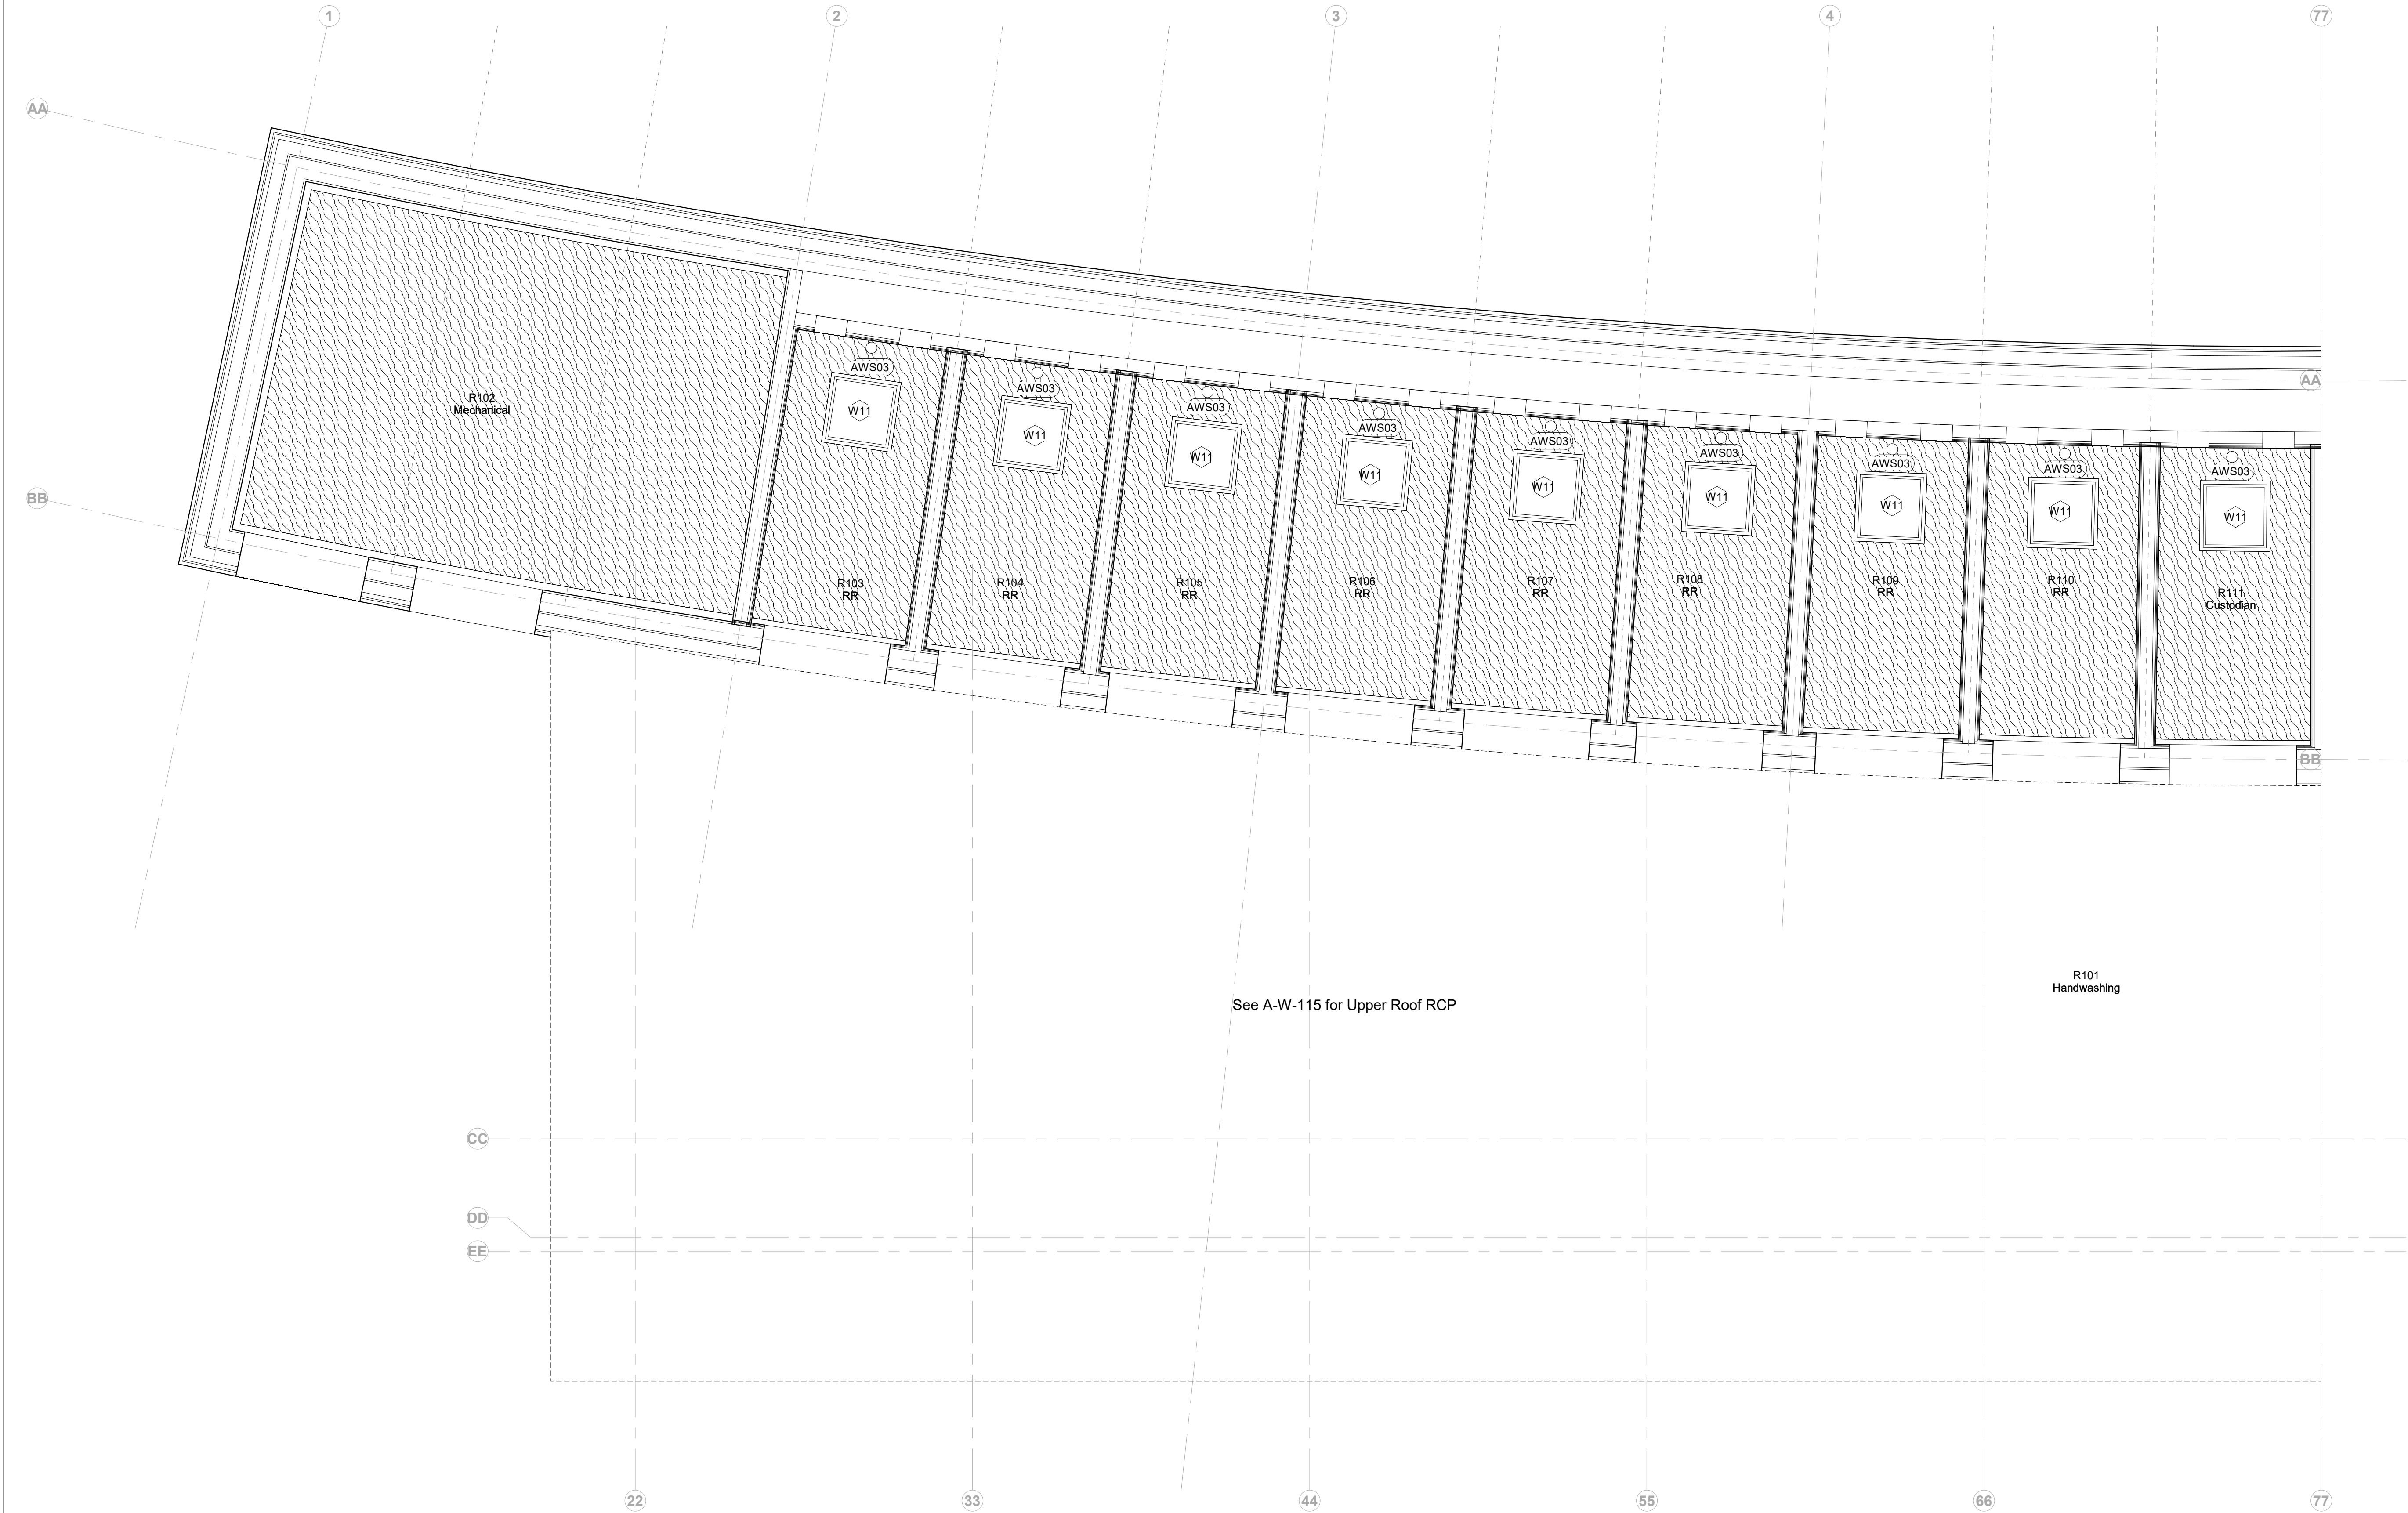 1
2
3
4
77
AA
AWS03
AWS03
AWS03
AWS03
AWS03
AWS03
AWS03
AWS03
AWS03
AA
W11
W11
W11
W11
W11
W11
W11
W11
W11
R102
Mechanical
BB
R103
RR
R104
RR
R105
RR
R106
RR
R107
RR
R108
RR
R109
RR
R110
RR
R111
Custodian
BB
R101
Handwashing
See A-W-115 for Upper Roof RCP
CC
DD
EE
22
33
44
55
66
77